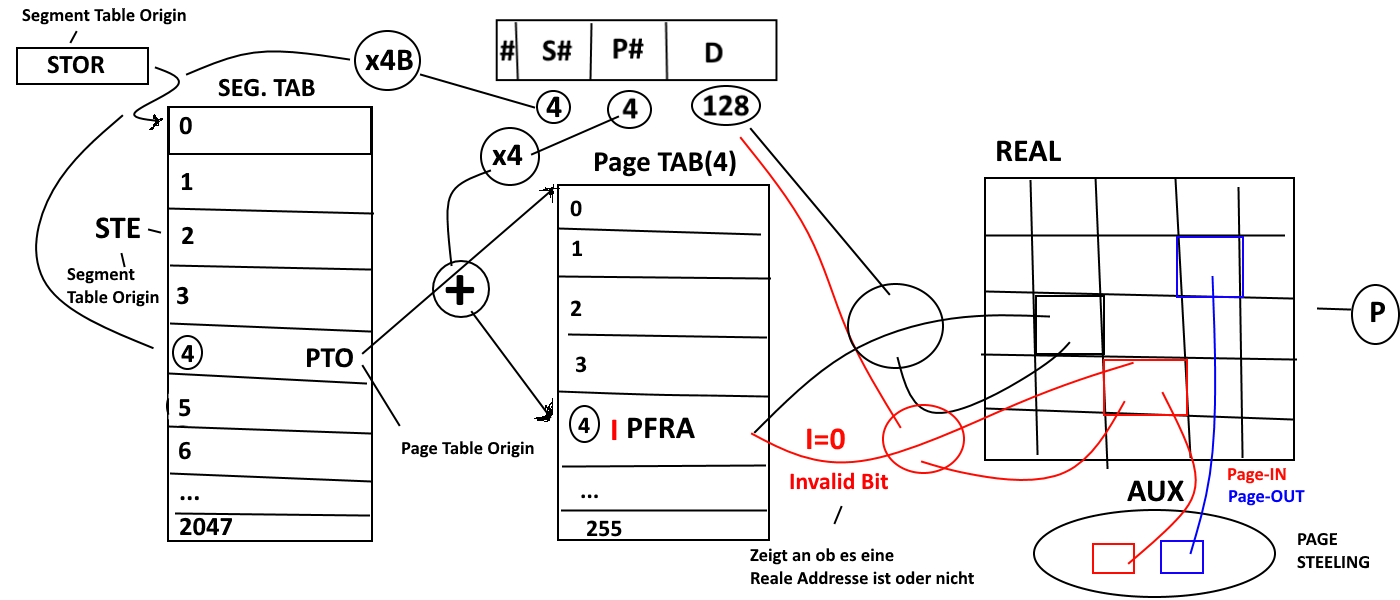 Segment Table Origin
STOR
x4B
# S# P# D
SEG. TAB
4
4
128
x4
Page TAB(4)
REAL
0
1
STE
2
Segment
Table Origin
3
4 PTO
5
6
...
2047
Page Table Origin
+
0
1
2
3
4 I PFRA
...
255
I=0
Invalid Bit
Zeigt an ob es eine
Reale Addresse ist oder nicht
P
AUX
Page-IN
Page-OUT
PAGE
STEELING